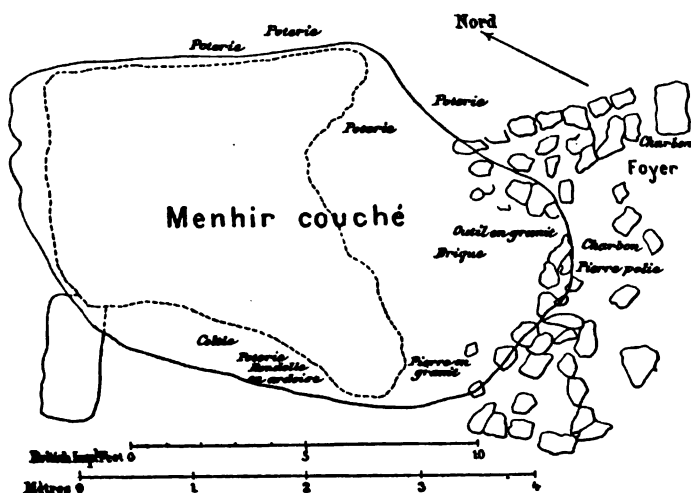 Nord
Poterie
Poterie
Poterie
Poterie
Charbon
Foyer
Menhir couché
Outil en granit
Brique
Charbon
Pierre polie
Poterie
Rondelle
en ardoise
Pierre en
granit
British Imp! Feet 0 5 10
Mètres 0 1 2 3 4